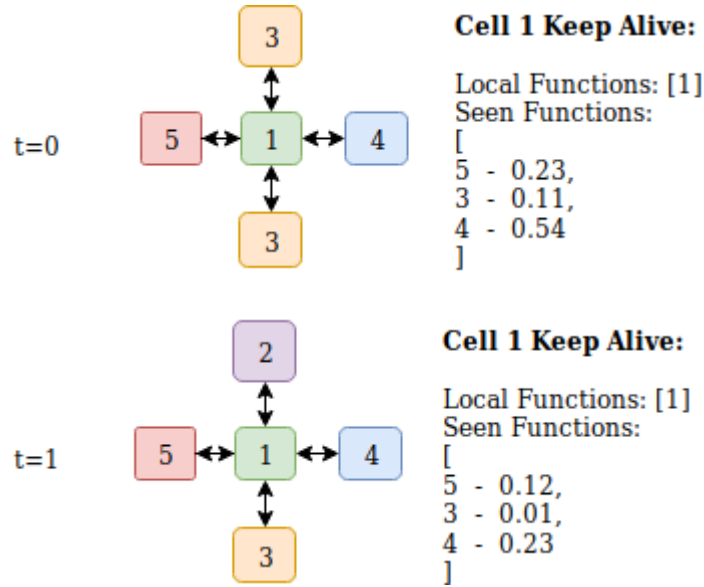 3
Cell 1 Keep Alive:
Local Functions: [1]
Seen Functions:
[
t=0
5 1 4
5 - 0.23,
3 - 0.11,
4 - 0.54
]
3
2
Cell 1 Keep Alive:
Local Functions: [1]
Seen Functions:
[
t=1
5 1 4
5 - 0.12,
3 - 0.01,
4 - 0.23
]
3